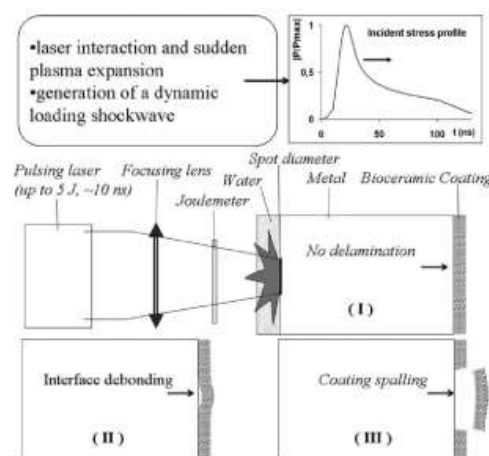 •laser interaction and sudden
plasma expansion
•generation of a dynamic
loading shockwave
|P/Pmax|
Incident stress profile
1
0,5
0
0
50
100
t (ns)
Pulsing laser
(up to 5 J, ~10 ns)
Focusing lens
Joulemeter
Spot diameter
Water
Metal
Bioceramic Coating
No delamination
( I )
Interface debonding
( II )
Coating spalling
(III)